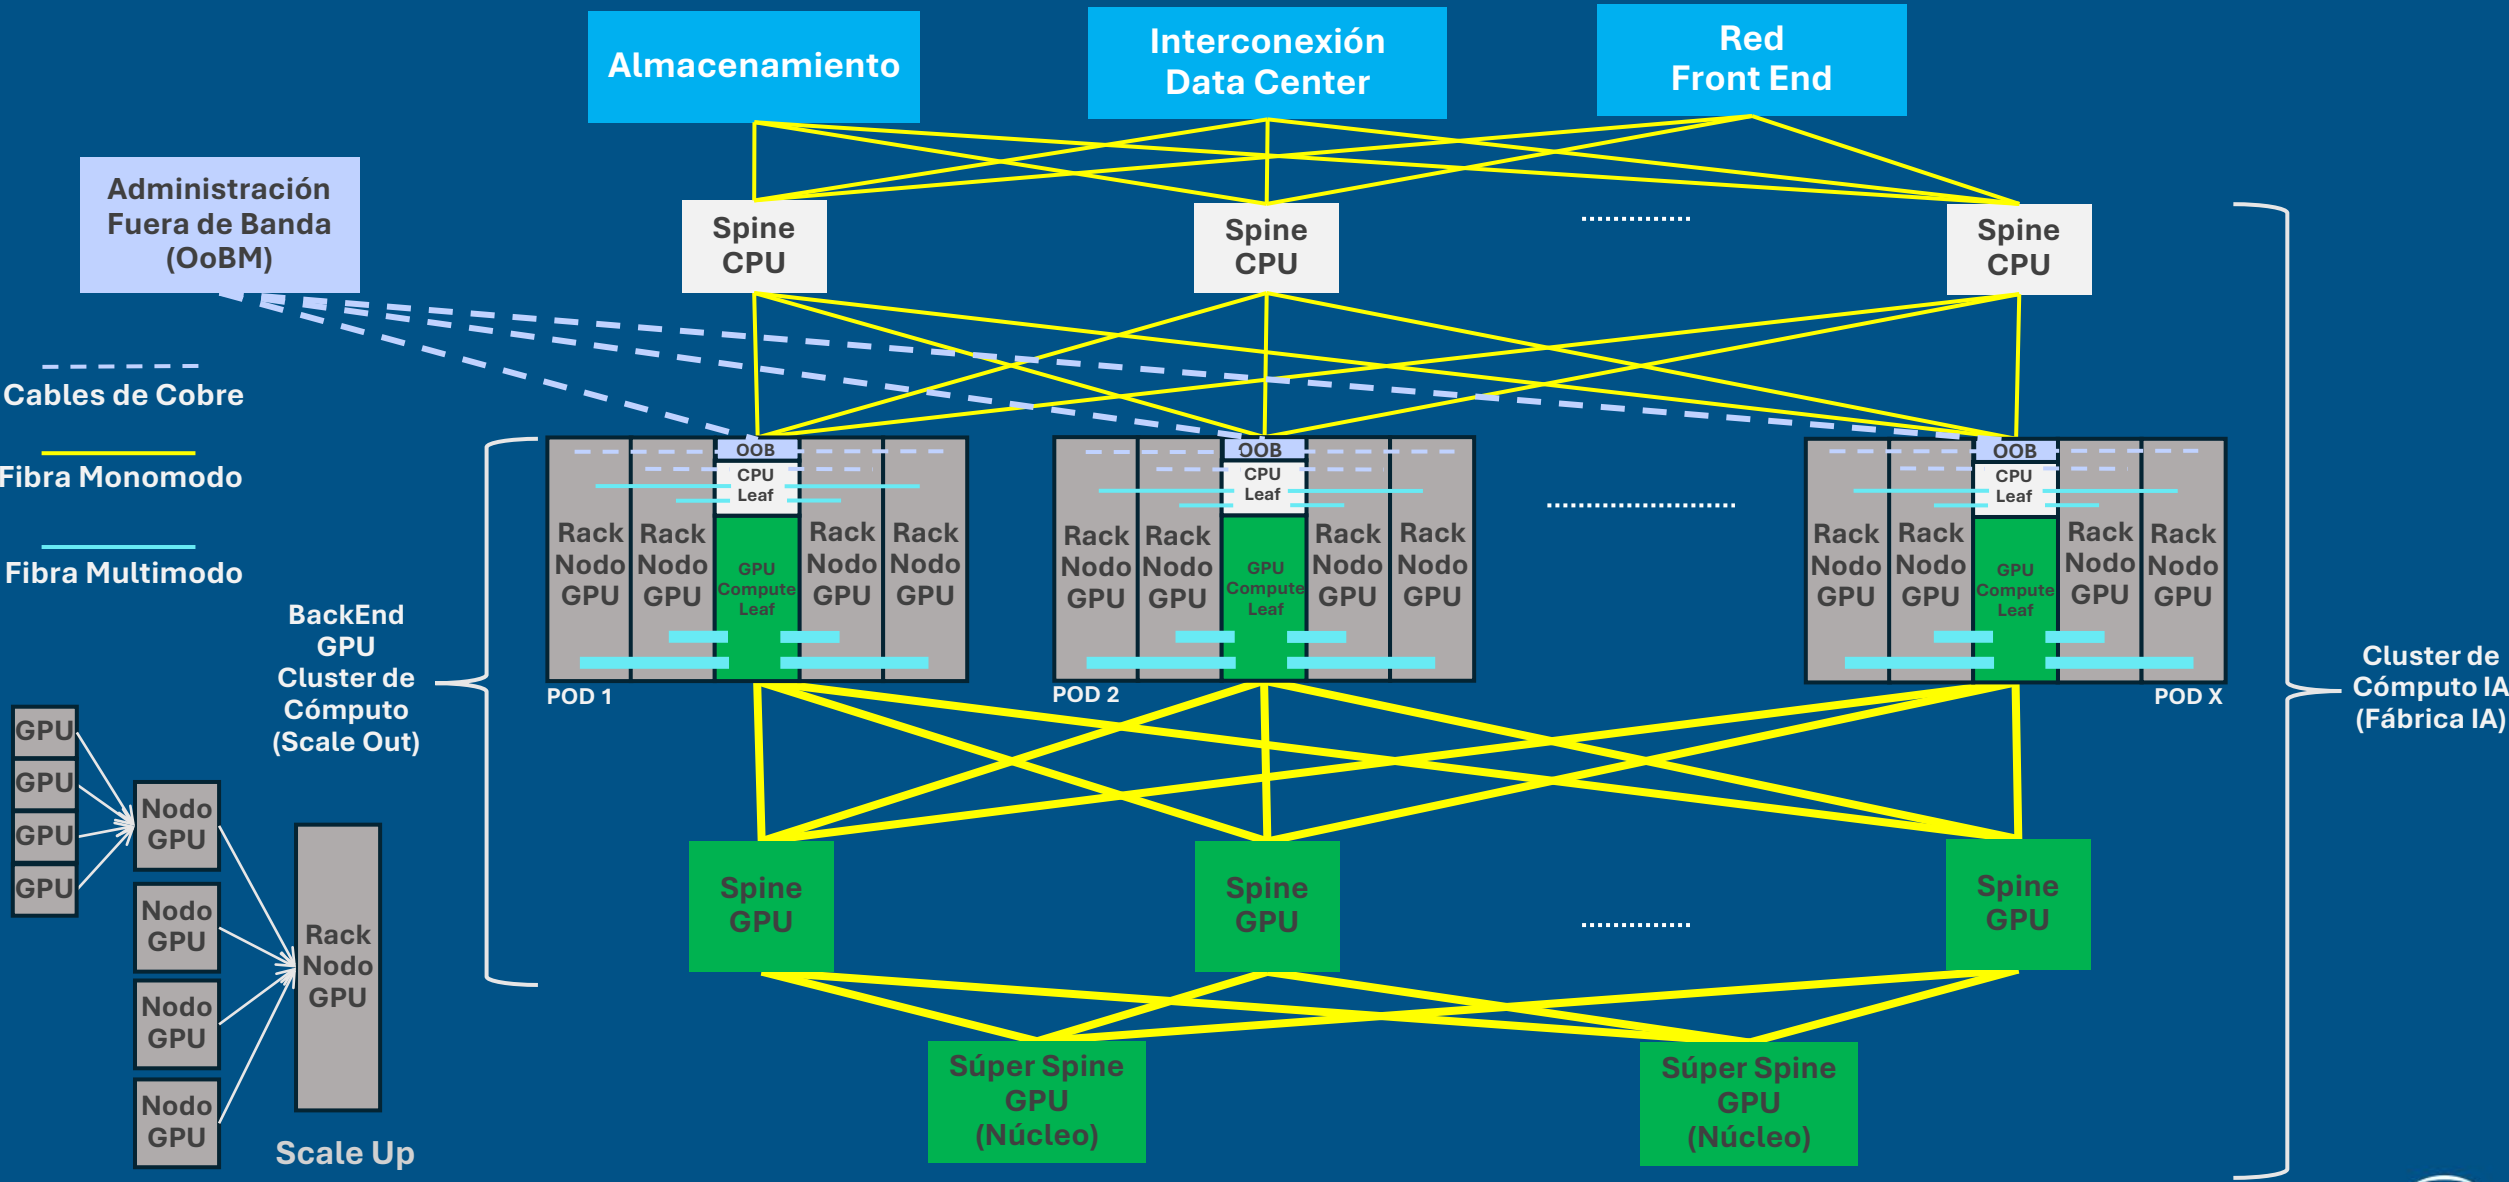 Almacenamiento
Interconexión
Data Center
Red
Front End
Administración
Fuera de Banda
(OoBM)
Spine
CPU
Spine
CPU
Spine
CPU
Cables de Cobre
Fibra Monomodo
Fibra Multimodo
BackEnd
GPU
Cluster de
Cómputo
(Scale Out)
OOB
CPU
Leaf
Rack
Nodo
GPU
Rack
Nodo
GPU
GPU
Compute
Leaf
Rack
Nodo
GPU
Rack
Nodo
GPU
POD 1
OOB
CPU
Leaf
Rack
Nodo
GPU
Rack
Nodo
GPU
GPU
Compute
Leaf
Rack
Nodo
GPU
Rack
Nodo
GPU
POD 2
OOB
CPU
Leaf
Rack
Nodo
GPU
Rack
Nodo
GPU
GPU
Compute
Leaf
Rack
Nodo
GPU
Rack
Nodo
GPU
POD X
Cluster de
Cómputo IA
(Fábrica IA)
GPU
GPU
GPU
GPU
Nodo
GPU
Nodo
GPU
Nodo
GPU
Nodo
GPU
Rack
Nodo
GPU
Scale Up
Spine
GPU
Spine
GPU
Spine
GPU
Súper Spine
GPU
(Núcleo)
Súper Spine
GPU
(Núcleo)